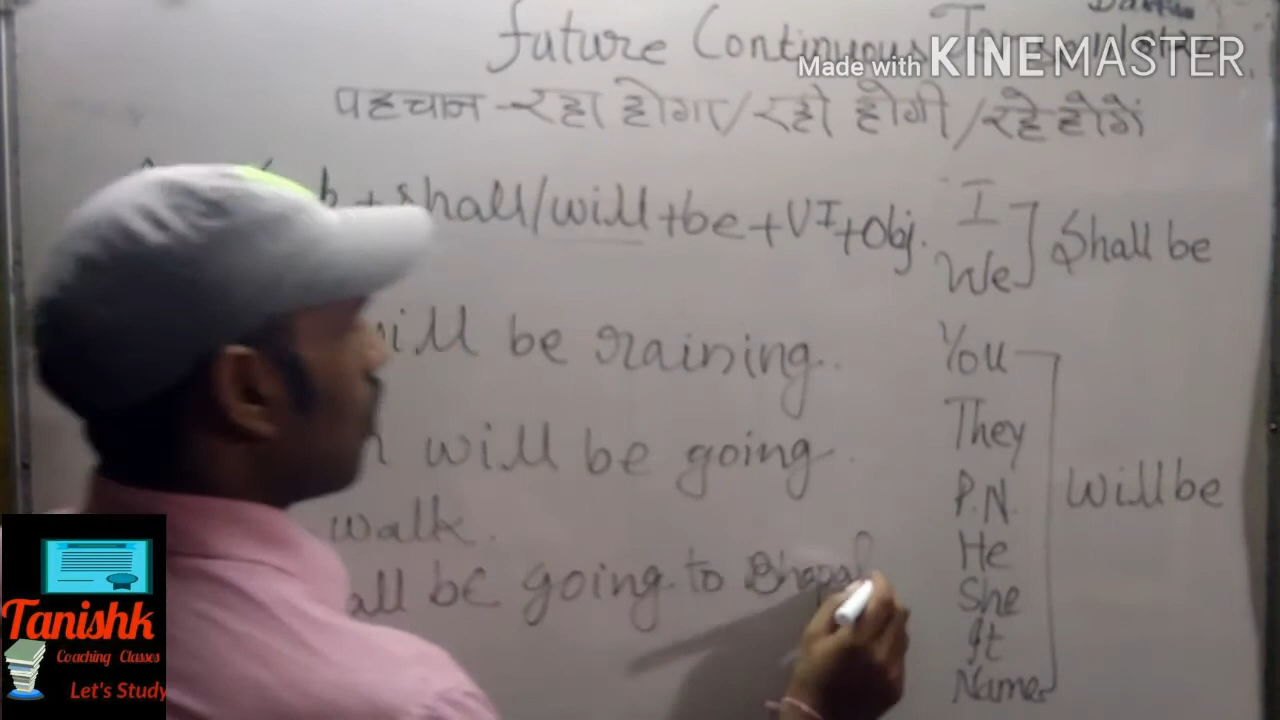 Future Continuous
Made with KINEMASTER
पहचान - रहा होगा / रही होगी / रहे होगें
+ shall/will + be + VI + Obj.
I
We
Shall be
will be raining.
will be going.
walk.
all be going to Bhopal
You
They
P.N.
He
She
It
Name
will be
Tanishk
Coaching Classes
Let's Study